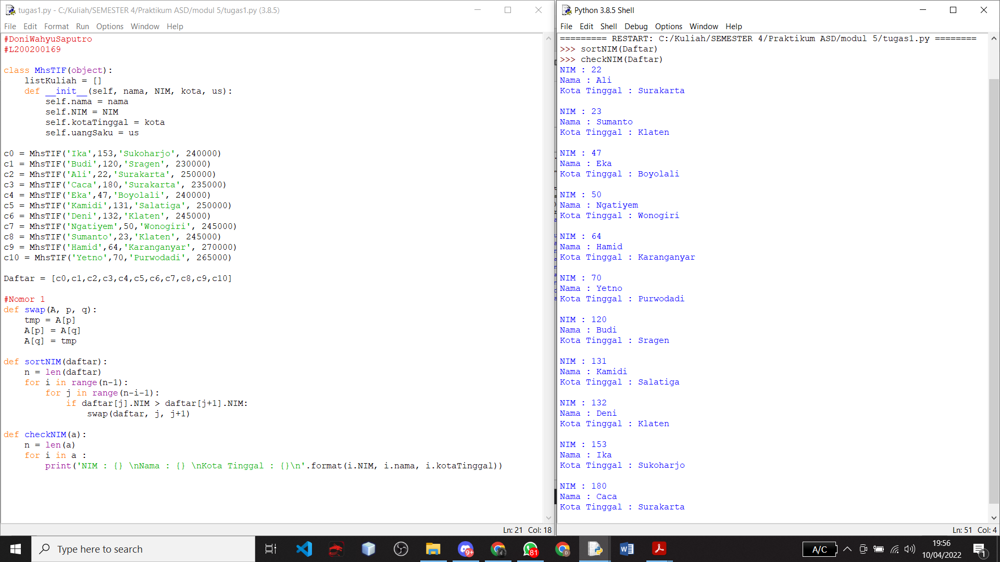 tugas1.py - C:/Kuliah/SEMESTER 4/Praktikum ASD/modul 5/tugas1.py (3.8.5)
File Edit Format Run Options Window Help
#DoniWahyuSaputro
#L200200169
class MhsTIF(object):
    listKuliah = []
    def __init__(self, nama, NIM, kota, us):
        self.nama = nama
        self.NIM = NIM
        self.kotaTinggal = kota
        self.uangSaku = us
c0 = MhsTIF('Ika',153,'Sukoharjo', 240000)
c1 = MhsTIF('Budi',120,'Sragen', 230000)
c2 = MhsTIF('Ali',22,'Surakarta', 250000)
c3 = MhsTIF('Caca',180,'Surakarta', 235000)
c4 = MhsTIF('Eka',47,'Boyolali', 240000)
c5 = MhsTIF('Kamidi',131,'Salatiga', 250000)
c6 = MhsTIF('Deni',132,'Klaten', 245000)
c7 = MhsTIF('Ngatiyem',50,'Wonogiri', 245000)
c8 = MhsTIF('Sumanto',23,'Klaten', 245000)
c9 = MhsTIF('Hamid',64,'Karanganyar', 270000)
c10 = MhsTIF('Yetno',70,'Purwodadi', 265000)
Daftar = [c0,c1,c2,c3,c4,c5,c6,c7,c8,c9,c10]
#Nomor 1
def swap(A, p, q):
    tmp = A[p]
    A[p] = A[q]
    A[q] = tmp
def sortNIM(daftar):
    n = len(daftar)
    for i in range(n-1):
        for j in range(n-i-1):
            if daftar[j].NIM > daftar[j+1].NIM:
                swap(daftar, j, j+1)
def checkNIM(a):
    n = len(a)
    for i in a :
        print('NIM : {} \nNama : {} \nKota Tinggal : {}\n'.format(i.NIM, i.nama, i.kotaTinggal))
Ln: 21 Col: 18
Python 3.8.5 Shell
File Edit Shell Debug Options Window Help
========= RESTART: C:/Kuliah/SEMESTER 4/Praktikum ASD/modul 5/tugas1.py ========
>>> sortNIM(Daftar)
>>> checkNIM(Daftar)
NIM : 22
Nama : Ali
Kota Tinggal : Surakarta
NIM : 23
Nama : Sumanto
Kota Tinggal : Klaten
NIM : 47
Nama : Eka
Kota Tinggal : Boyolali
NIM : 50
Nama : Ngatiyem
Kota Tinggal : Wonogiri
NIM : 64
Nama : Hamid
Kota Tinggal : Karanganyar
NIM : 70
Nama : Yetno
Kota Tinggal : Purwodadi
NIM : 120
Nama : Budi
Kota Tinggal : Sragen
NIM : 131
Nama : Kamidi
Kota Tinggal : Salatiga
NIM : 132
Nama : Deni
Kota Tinggal : Klaten
NIM : 153
Nama : Ika
Kota Tinggal : Sukoharjo
NIM : 180
Nama : Caca
Kota Tinggal : Surakarta
Ln: 51 Col: 4
Type here to search
9+
81
D
A/C
19:56
10/04/2022
1